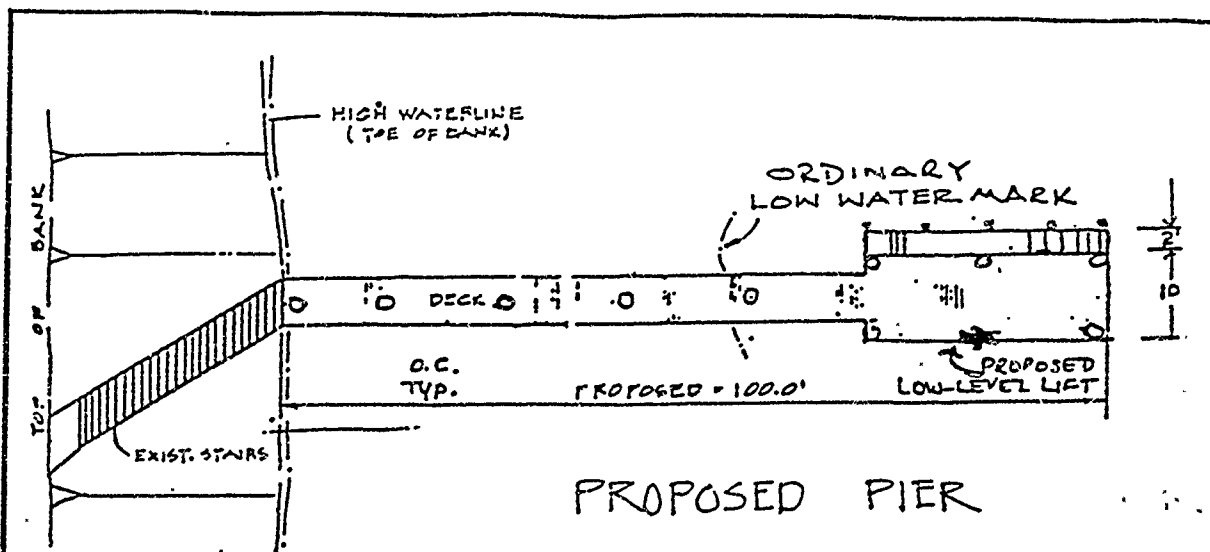 HIGH WATERLINE
(TOE OF BANK)
ORDINARY
LOW WATER MARK
TOP OF BANK
DECK
O.C.
TYP.
PROPOSED = 100.0'
PROPOSED
LOW-LEVEL LIFT
EXIST. STAIRS
2'
10
PROPOSED PIER